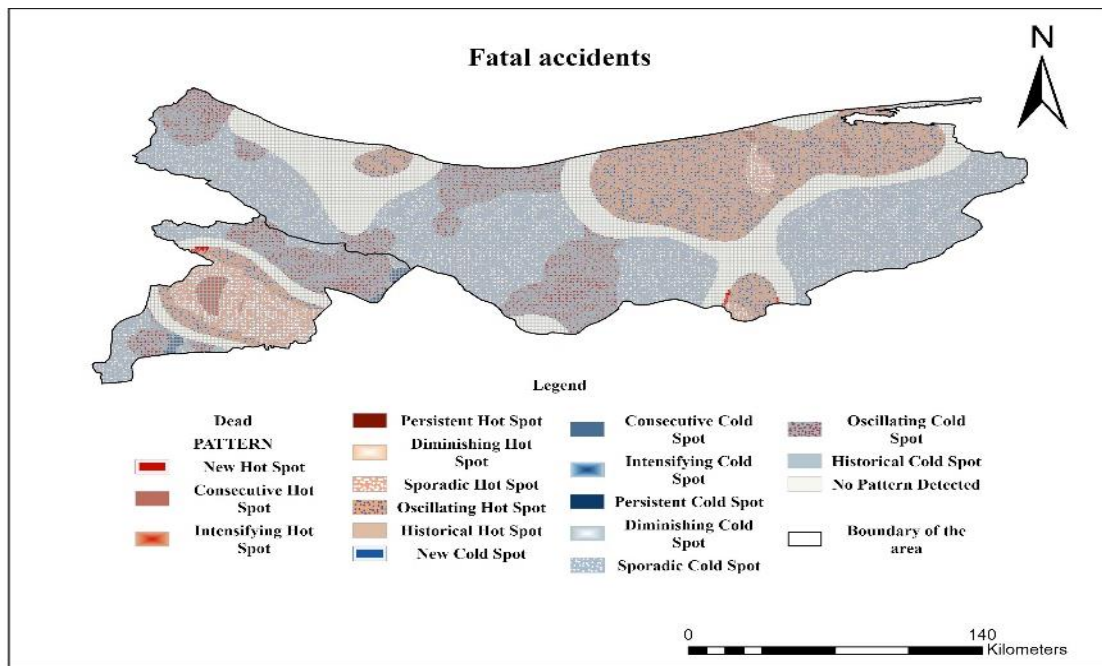 Fatal accidents
N
Legend
Dead
PATTERN
New Hot Spot
Consecutive Hot
Spot
Intensifying Hot
Spot
Persistent Hot Spot
Diminishing Hot
Spot
Sporadic Hot Spot
Oscillating Hot Spot
Historical Hot Spot
New Cold Spot
Consecutive Cold
Spot
Intensifying Cold
Spot
Persistent Cold Spot
Diminishing Cold
Spot
Sporadic Cold Spot
Oscillating Cold
Spot
Historical Cold Spot
No Pattern Detected
Boundary of the
area
0 140
Kilometers